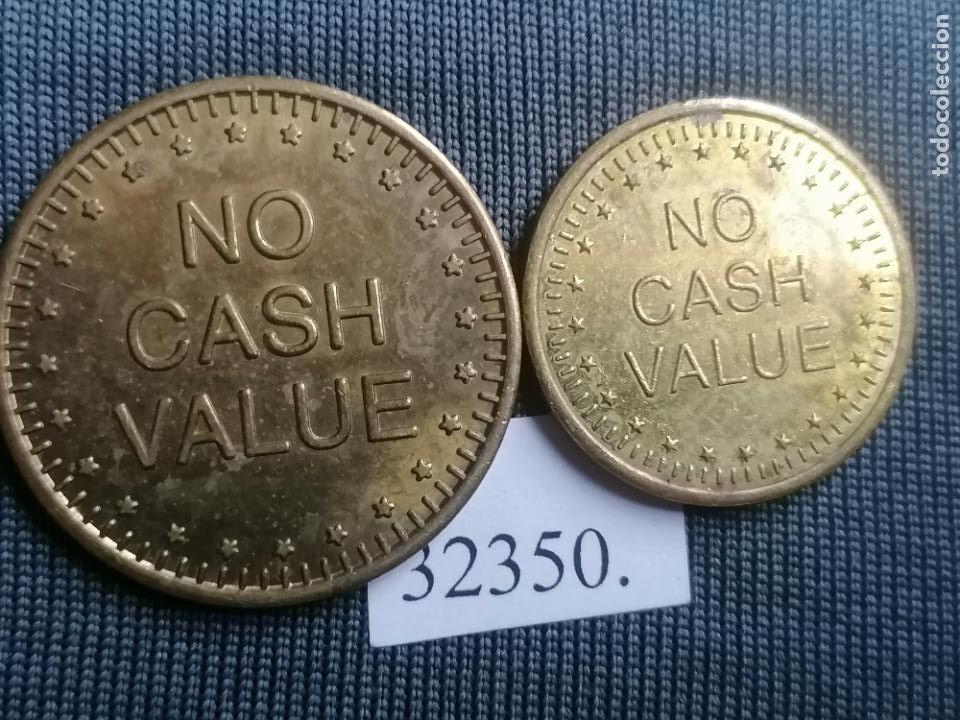 NO
CASH
VALUE
NO
CASH
VALUE
32350.
todocoleccion